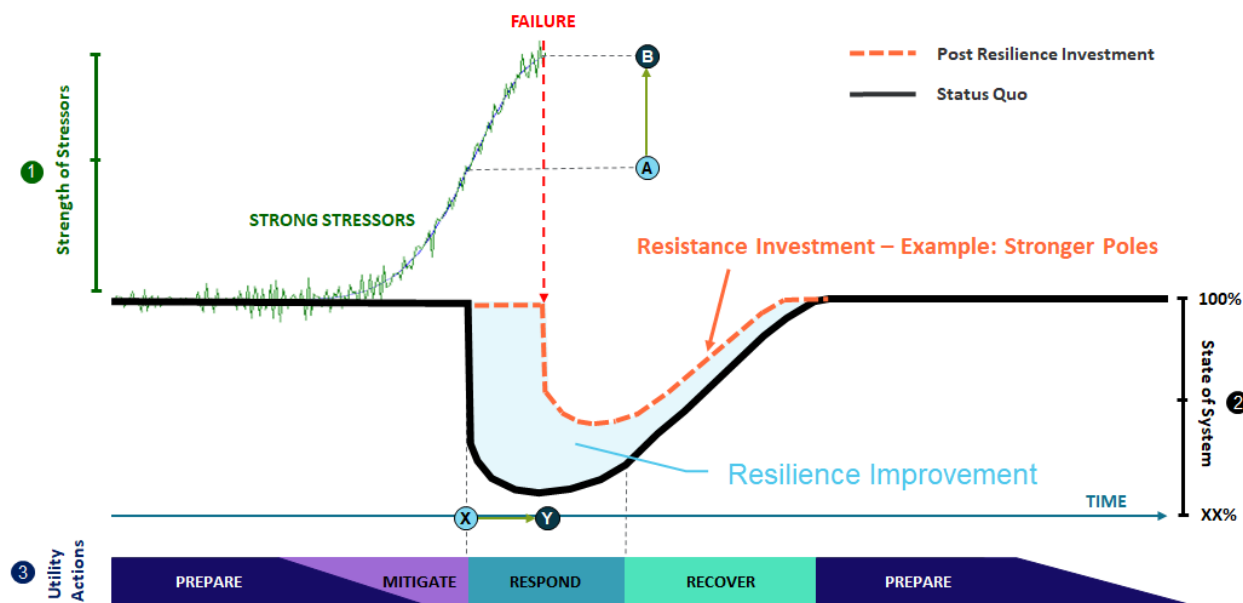 FAILURE
B
Post Resilience Investment
Status Quo
1
Strength of Stressors
A
STRONG STRESSORS
Resistance Investment – Example: Stronger Poles
100%
State of System
2
Resilience Improvement
TIME
X
Y
XX%
3
Utility
Actions
PREPARE
MITIGATE
RESPOND
RECOVER
PREPARE